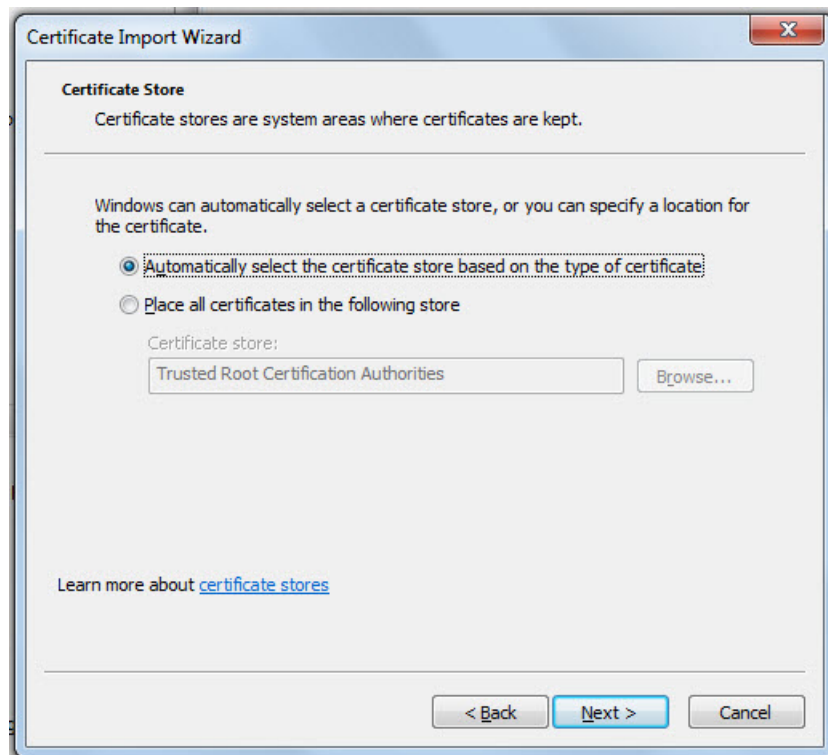 Certificate Import Wizard
Certificate Store
Certificate stores are system areas where certificates are kept.
Windows can automatically select a certificate store, or you can specify a location for
the certificate.
Automatically select the certificate store based on the type of certificate
Place all certificates in the following store
Certificate store:
Trusted Root Certification Authorities
Browse...
Learn more about certificate stores
< Back
Next >
Cancel